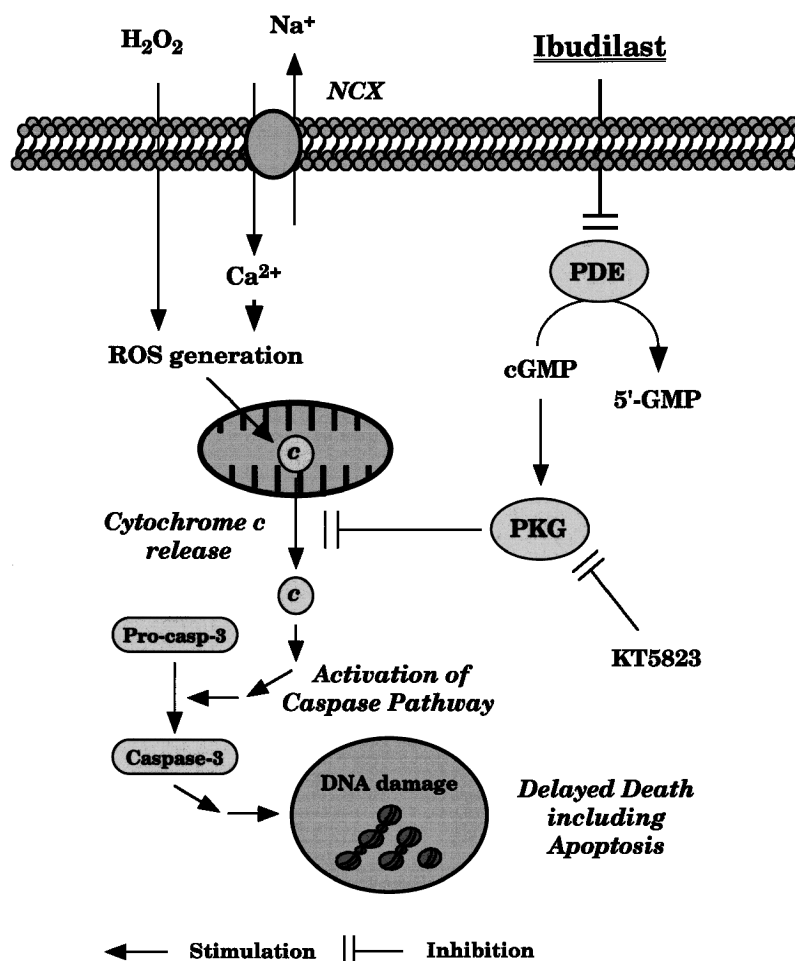 H₂O₂
Na⁺
Ibudilast
NCX
Ca²⁺
PDE
ROS generation
cGMP
5'-GMP
c
Cytochrome c
release
PKG
c
KT5823
Pro-casp-3
Activation of
Caspase Pathway
Caspase-3
DNA damage
Delayed Death
including
Apoptosis
Stimulation
Inhibition